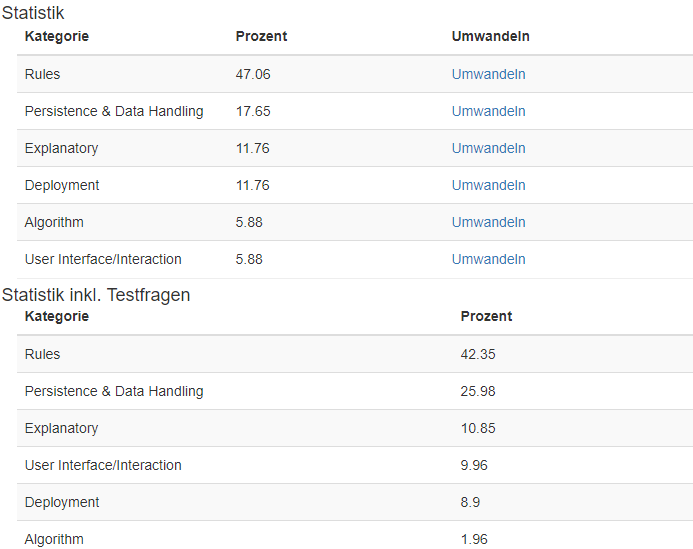 Statistik
Kategorie Prozent Umwandeln
Rules 47.06 Umwandeln
Persistence & Data Handling 17.65 Umwandeln
Explanatory 11.76 Umwandeln
Deployment 11.76 Umwandeln
Algorithm 5.88 Umwandeln
User Interface/Interaction 5.88 Umwandeln
Statistik inkl. Testfragen
Kategorie Prozent
Rules 42.35
Persistence & Data Handling 25.98
Explanatory 10.85
User Interface/Interaction 9.96
Deployment 8.9
Algorithm 1.96